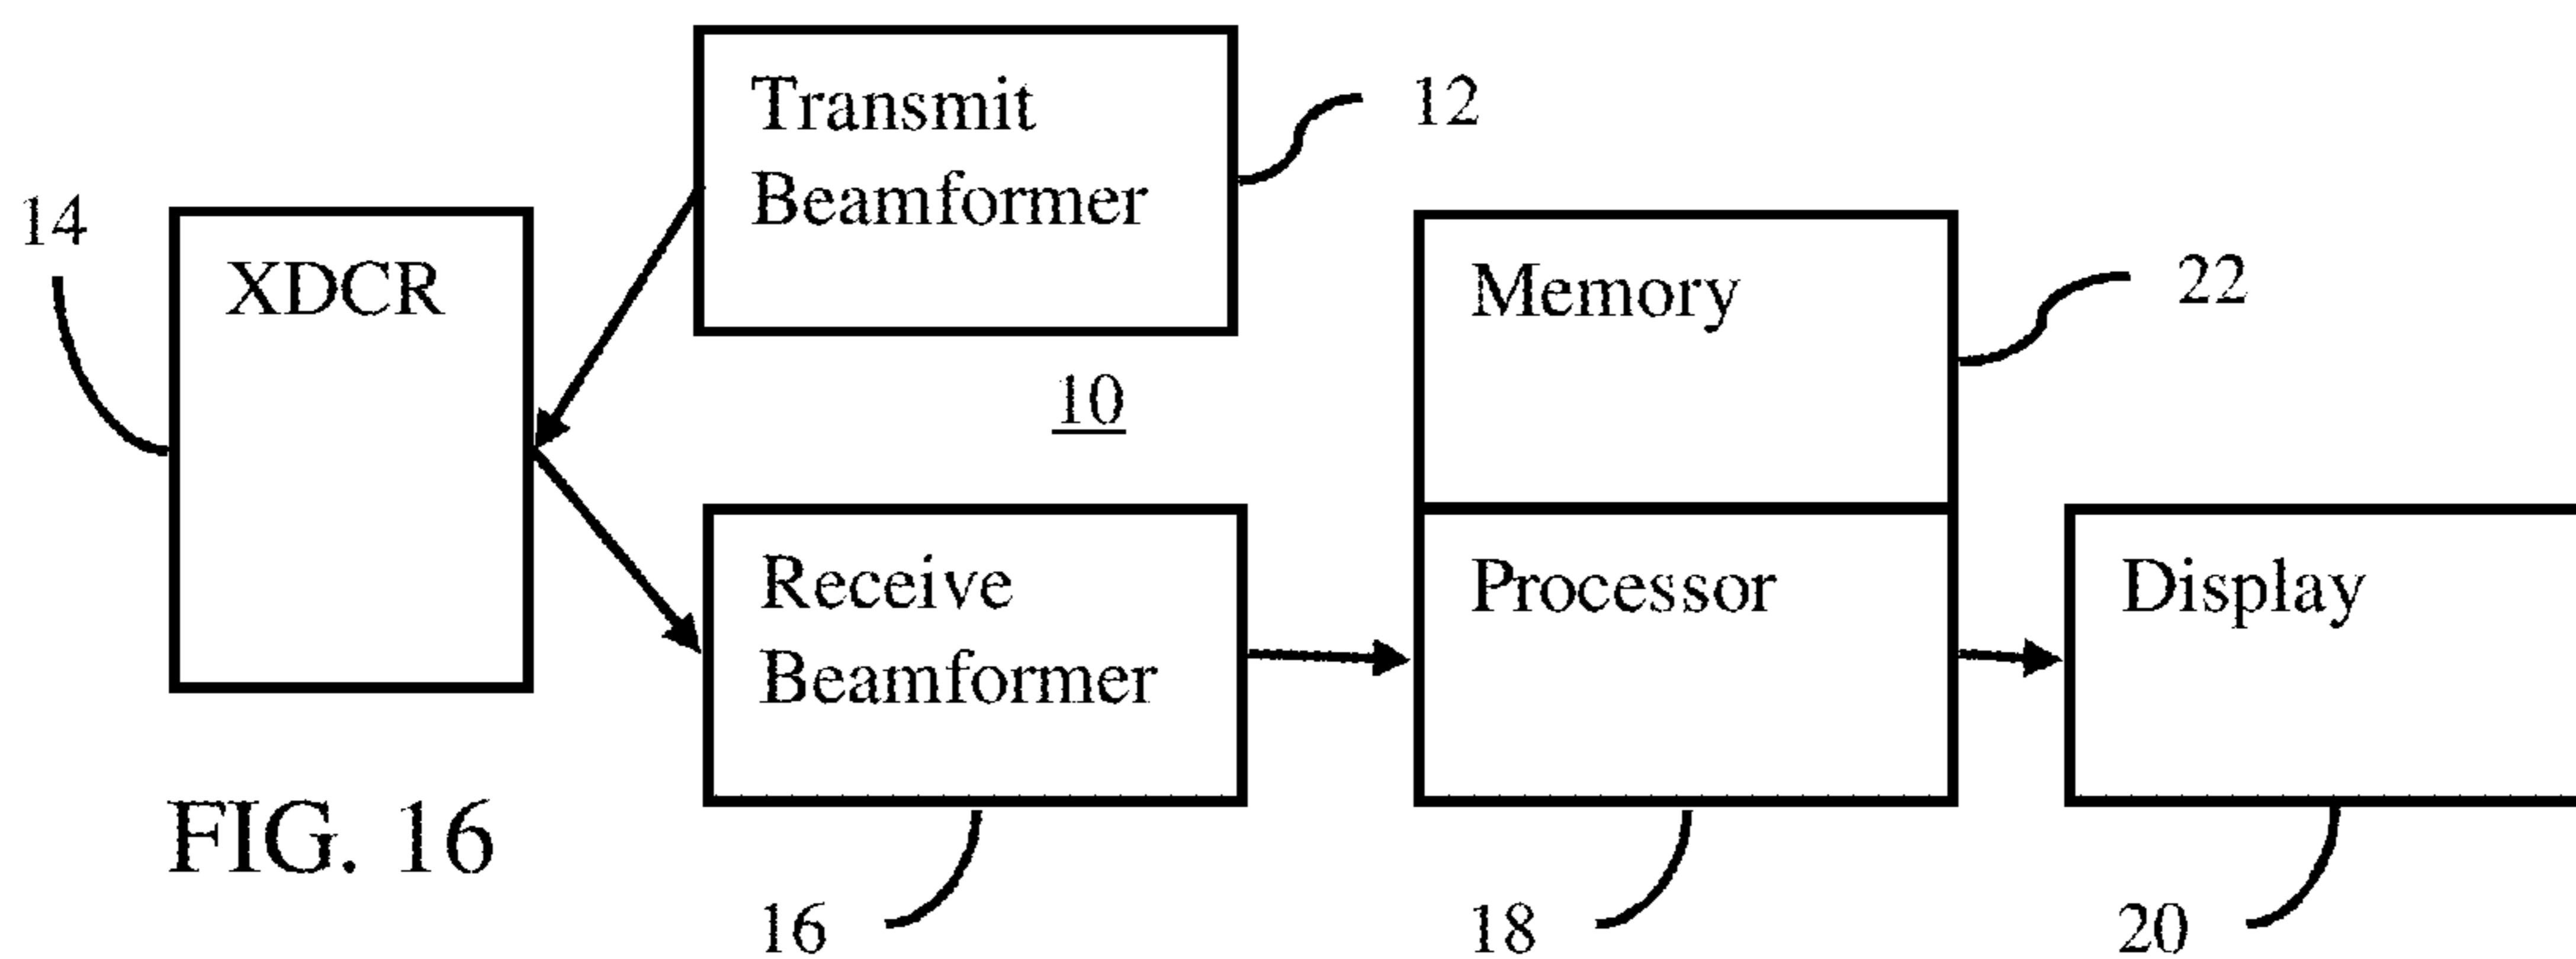 Transmit
Beamformer
12
14
XDCR
Memory
22
10
Receive
Beamformer
Processor
Display
FIG. 16
16
18
20